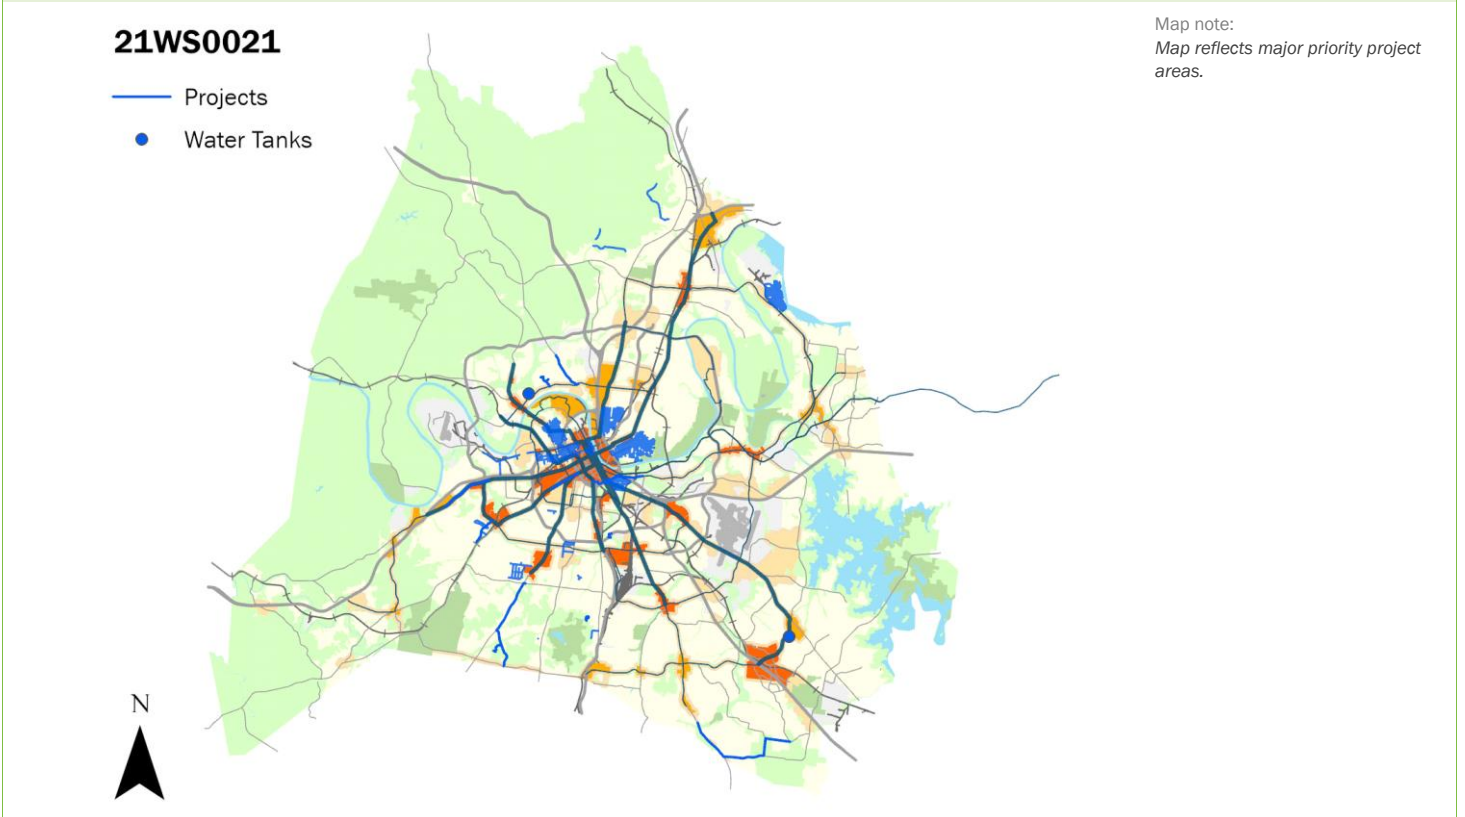 21WS0021
Projects
Water Tanks
Map note:
Map reflects major priority project
areas.
N